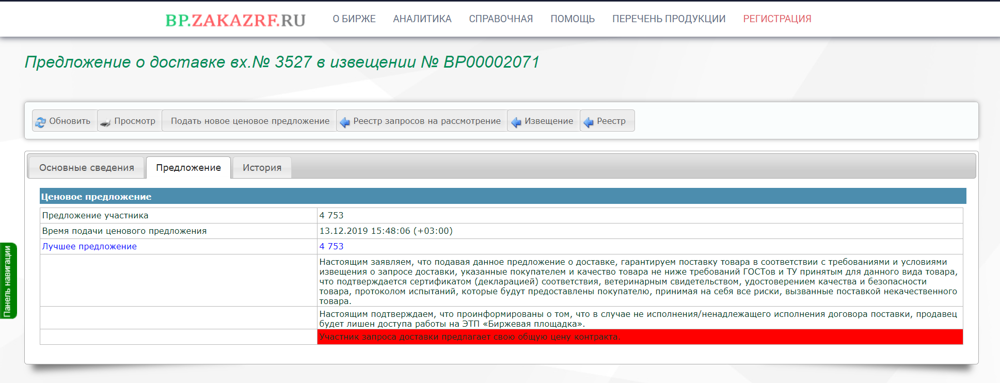 BP.ZAKAZRF.RU О БИРЖЕ АНАЛИТИКА СПРАВОЧНАЯ ПОМОЩЬ ПЕРЕЧЕНЬ ПРОДУКЦИИ РЕГИСТРАЦИЯ
Предложение о доставке вх.№ 3527 в извещении № BP00002071
Обновить Просмотр Подать новое ценовое предложение Реестр запросов на рассмотрение Извещение Реестр
Основные сведения Предложение История
Ценовое предложение
Предложение участника 4 753
Время подачи ценового предложения 13.12.2019 15:48:06 (+03:00)
Лучшее предложение 4 753
Настоящим заявляем, что подавая данное предложение о доставке, гарантируем поставку товара в соответствии с требованиями и условиями
извещения о запросе доставки, указанные покупателем и качество товара не ниже требований ГОСТов и ТУ принятым для данного вида товара,
что подтверждается сертификатом (декларацией) соответствия, ветеринарным свидетельством, удостоверением качества и безопасности
товара, протоколом испытаний, которые будут предоставлены покупателю, принимая на себя все риски, вызванные поставкой некачественного
товара.
Настоящим подтверждаем, что проинформированы о том, что в случае не исполнения/ненадлежащего исполнения договора поставки, продавец
будет лишен доступа работы на ЭТП «Биржевая площадка».
Участник запроса доставки предлагает свою общую цену контракта.
Панель навигации